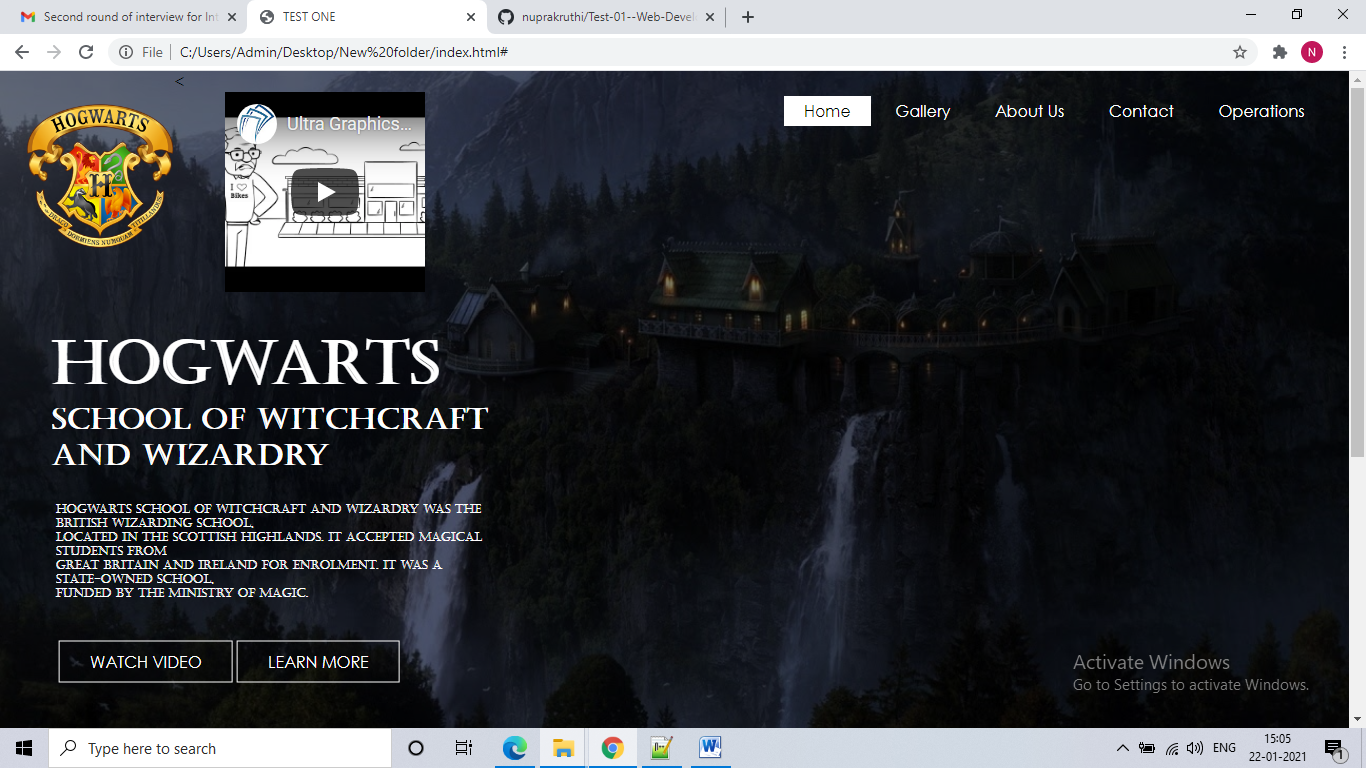 Second round of interview for Int
TEST ONE
nuprakruthi/Test-01--Web-Devel
File
C:/Users/Admin/Desktop/New%20folder/index.html#
N
<
HOGWARTS
H
DRACO DORMIENS NUNQUAM TITILLANDUS
Ultra Graphics...
I ♡
Bikes
Home
Gallery
About Us
Contact
Operations
HOGWARTS
SCHOOL OF WITCHCRAFT
AND WIZARDRY
HOGWARTS SCHOOL OF WITCHCRAFT AND WIZARDRY WAS THE
BRITISH WIZARDING SCHOOL,
LOCATED IN THE SCOTTISH HIGHLANDS. IT ACCEPTED MAGICAL
STUDENTS FROM
GREAT BRITAIN AND IRELAND FOR ENROLMENT. IT WAS A
STATE-OWNED SCHOOL,
FUNDED BY THE MINISTRY OF MAGIC.
WATCH VIDEO
LEARN MORE
Activate Windows
Go to Settings to activate Windows.
Type here to search
ENG
15:05
22-01-2021
1